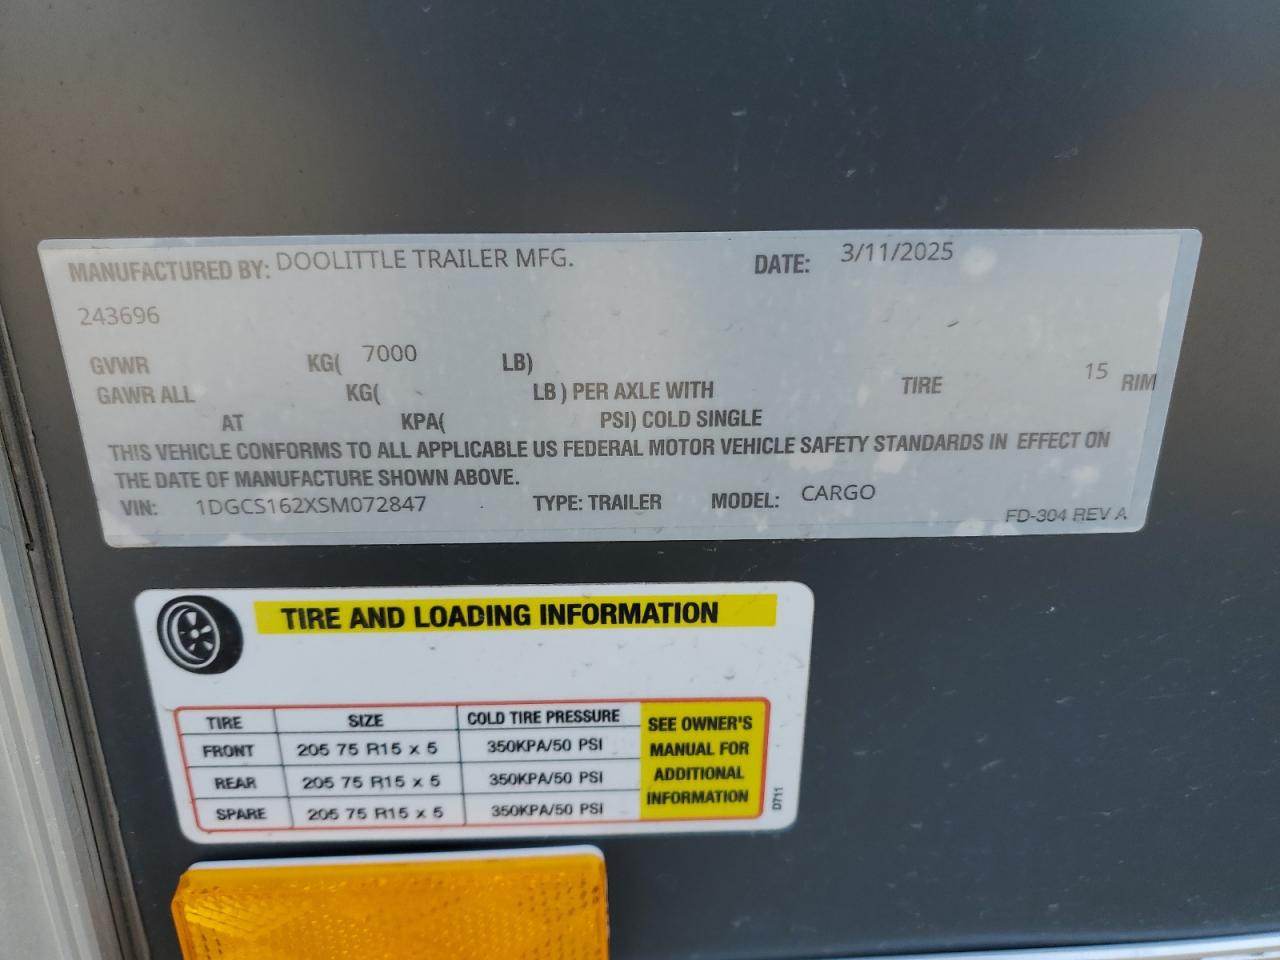 MANUFACTURED BY: DOOLITTLE TRAILER MFG. DATE: 3/11/2025
243696
GVWR KG( 7000 LB)
GAWR ALL KG( LB ) PER AXLE WITH TIRE 15 RIM
AT KPA( PSI) COLD SINGLE
THIS VEHICLE CONFORMS TO ALL APPLICABLE US FEDERAL MOTOR VEHICLE SAFETY STANDARDS IN EFFECT ON
THE DATE OF MANUFACTURE SHOWN ABOVE.
VIN: 1DGCS162XSM072847 TYPE: TRAILER MODEL: CARGO
FD-304 REV A
TIRE AND LOADING INFORMATION
TIRE SIZE COLD TIRE PRESSURE
FRONT 205 75 R15 x 5 350KPA/50 PSI
REAR 205 75 R15 x 5 350KPA/50 PSI
SPARE 205 75 R15 x 5 350KPA/50 PSI
SEE OWNER'S
MANUAL FOR
ADDITIONAL
INFORMATION
D711